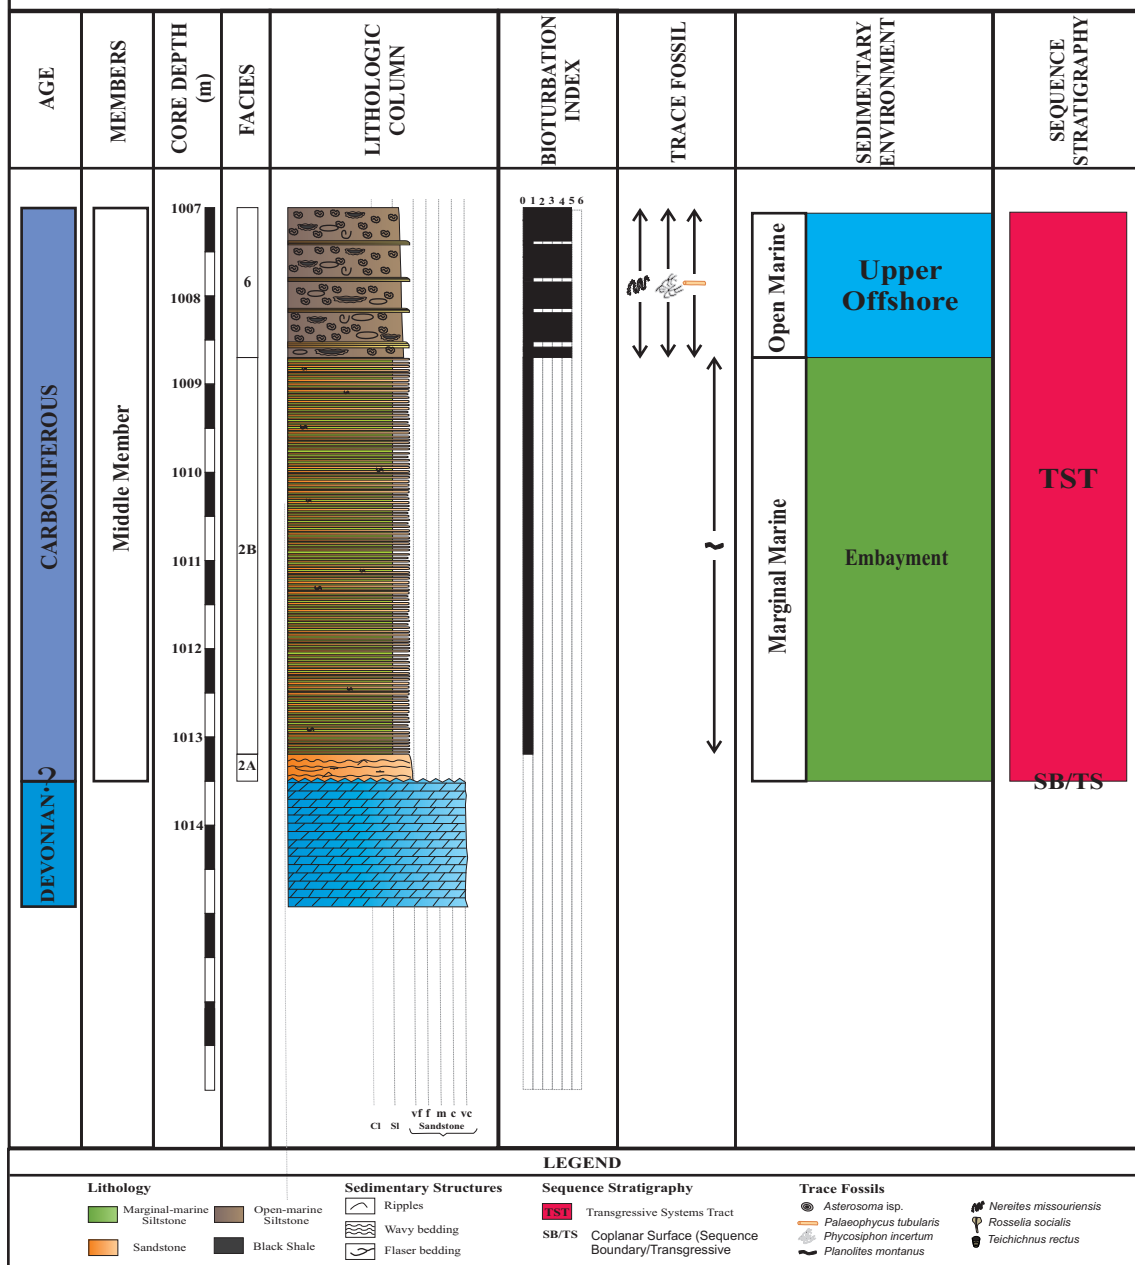 AGE
MEMBERS
CORE DEPTH
(m)
FACIES
LITHOLOGIC
COLUMN
BIOTURBATION
INDEX
TRACE FOSSIL
SEDIMENTARY
ENVIRONMENT
SEQUENCE
STRATIGRAPHY
0 1 2 3 4 5 6
CARBONIFEROUS
?
DEVONIAN
Middle Member
1007
1008
1009
1010
1011
1012
1013
1014
6
2B
2A
Open Marine
Marginal Marine
Upper
Offshore
Embayment
TST
SB/TS
vf f m c vc
Cl Sl Sandstone
LEGEND
Lithology
Marginal-marine
Siltstone
Open-marine
Siltstone
Sandstone
Black Shale
Sedimentary Structures
Ripples
Wavy bedding
Flaser bedding
Sequence Stratigraphy
TST Transgressive Systems Tract
SB/TS Coplanar Surface (Sequence
Boundary/Transgressive
Trace Fossils
Asterosoma isp.
Palaeophycus tubularis
Phycosiphon incertum
Planolites montanus
Nereites missouriensis
Rosselia socialis
Teichichnus rectus